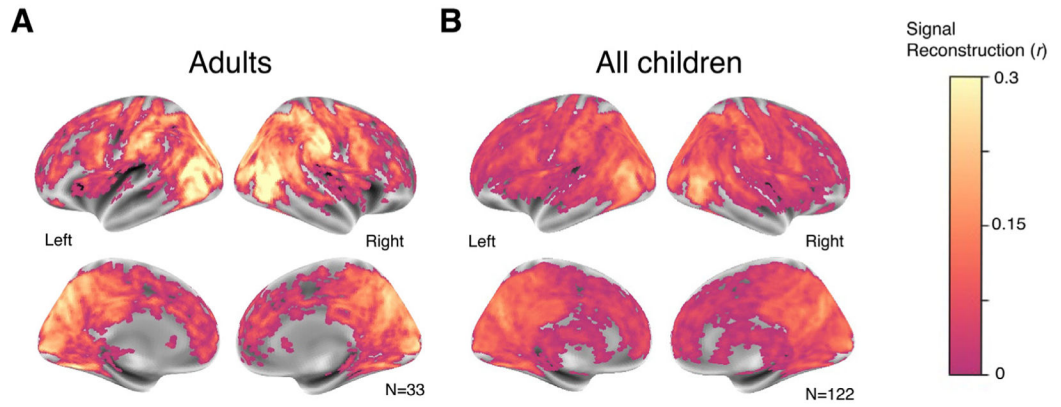 A
B
Adults
All children
Signal
Reconstruction (r)
0.3
0.15
0
Left
Right
Left
Right
N=33
N=122